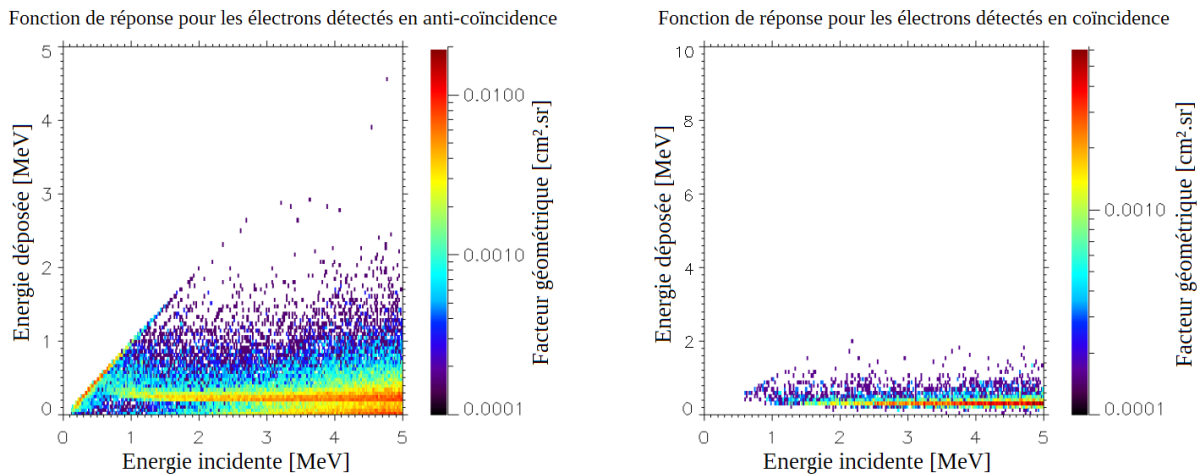 Fonction de réponse pour les électrons détectés en anti-coïncidence
5
4
3
2
1
0
0 1 2 3 4 5
Energie déposée [MeV]
Energie incidente [MeV]
0.0100
0.0010
0.0001
Facteur géométrique [cm².sr]
Fonction de réponse pour les électrons détectés en coïncidence
10
8
6
4
2
0
0 1 2 3 4 5
Energie déposée [MeV]
Energie incidente [MeV]
0.0010
0.0001
Facteur géométrique [cm².sr]